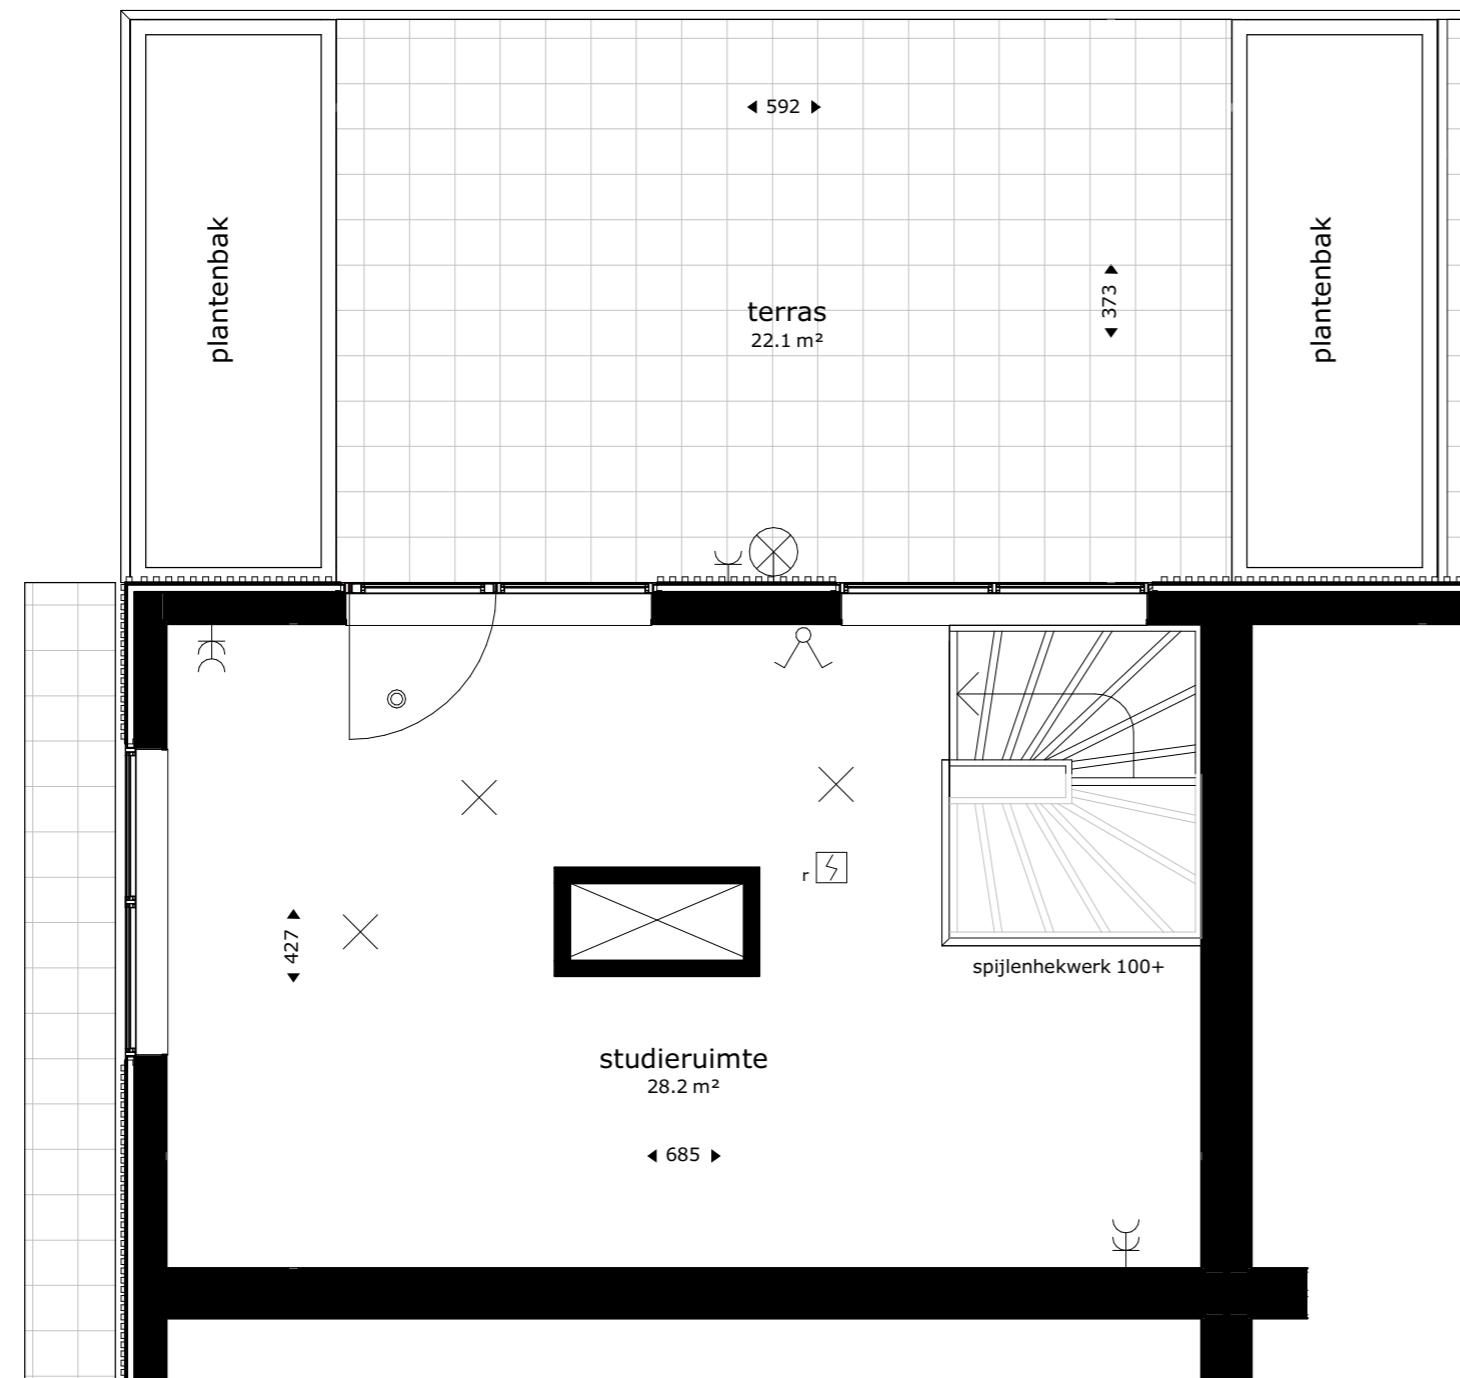 592
plantenbak
plantenbak
373
terras
22.1 m²
r
427
spijlenhekwerk 100+
studieruimte
28.2 m²
685